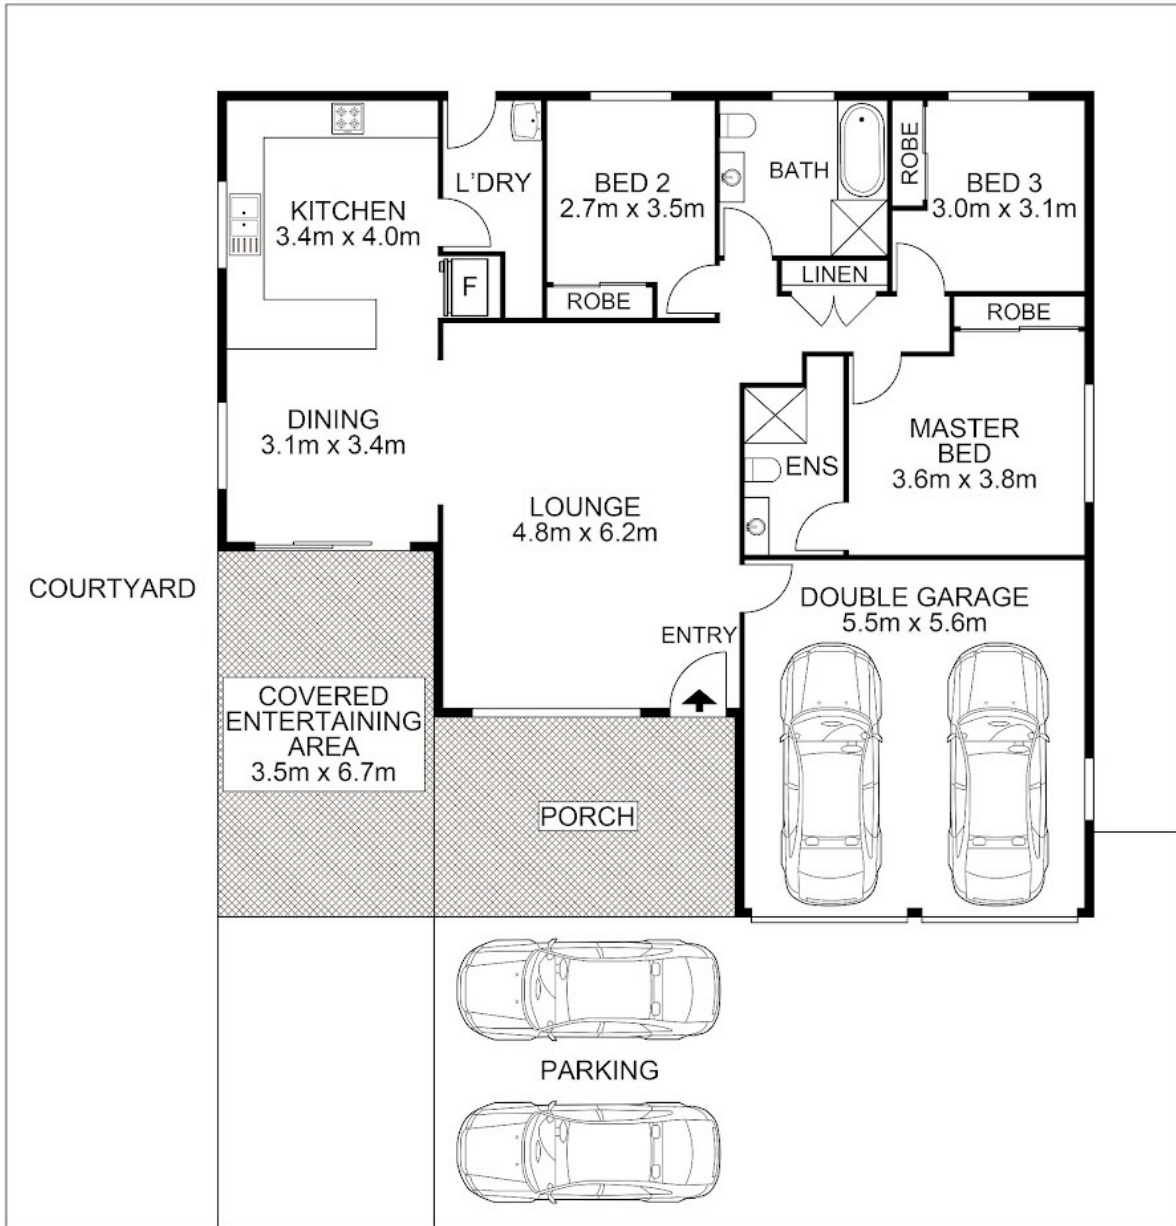 L'DRY
BED 2
2.7m x 3.5m
BATH
ROBE
BED 3
3.0m x 3.1m
KITCHEN
3.4m x 4.0m
F
ROBE
LINEN
ROBE
DINING
3.1m x 3.4m
MASTER
BED
3.6m x 3.8m
ENS
LOUNGE
4.8m x 6.2m
COURTYARD
DOUBLE GARAGE
5.5m x 5.6m
ENTRY
COVERED
ENTERTAINING
AREA
3.5m x 6.7m
PORCH
PARKING